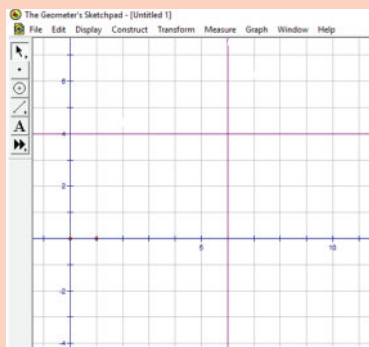 The Geometer's Sketchpad - [Untitled 1]
File Edit Display Construct Transform Measure Graph Window Help
A
6
4
2
5
10
-2
-4